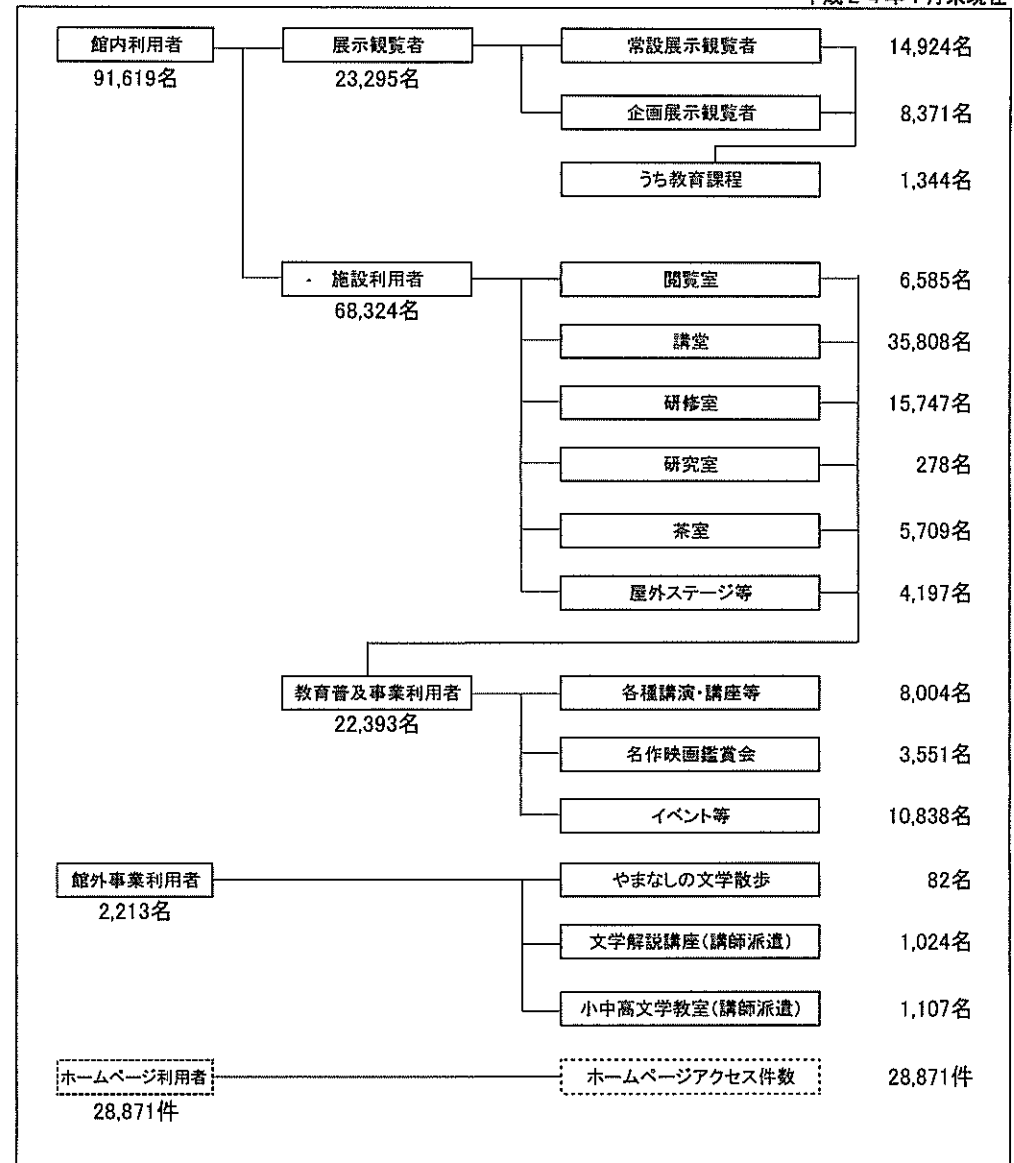 館内利用者 展示観覧者 常設展示観覧者 14,924名
91,619名 23,295名
企画展示観覧者 8,371名
うち教育課程 1,344名
施設利用者 閲覧室 6,585名
68,324名
講堂 35,808名
研修室 15,747名
研究室 278名
茶室 5,709名
屋外ステージ等 4,197名
教育普及事業利用者 各種講演・講座等 8,004名
22,393名
名作映画鑑賞会 3,551名
イベント等 10,838名
館外事業利用者 やまなしの文学散歩 82名
2,213名
文学解説講座(講師派遣) 1,024名
小中高文学教室(講師派遣) 1,107名
ホームページ利用者 ホームページアクセス件数 28,871件
28,871件